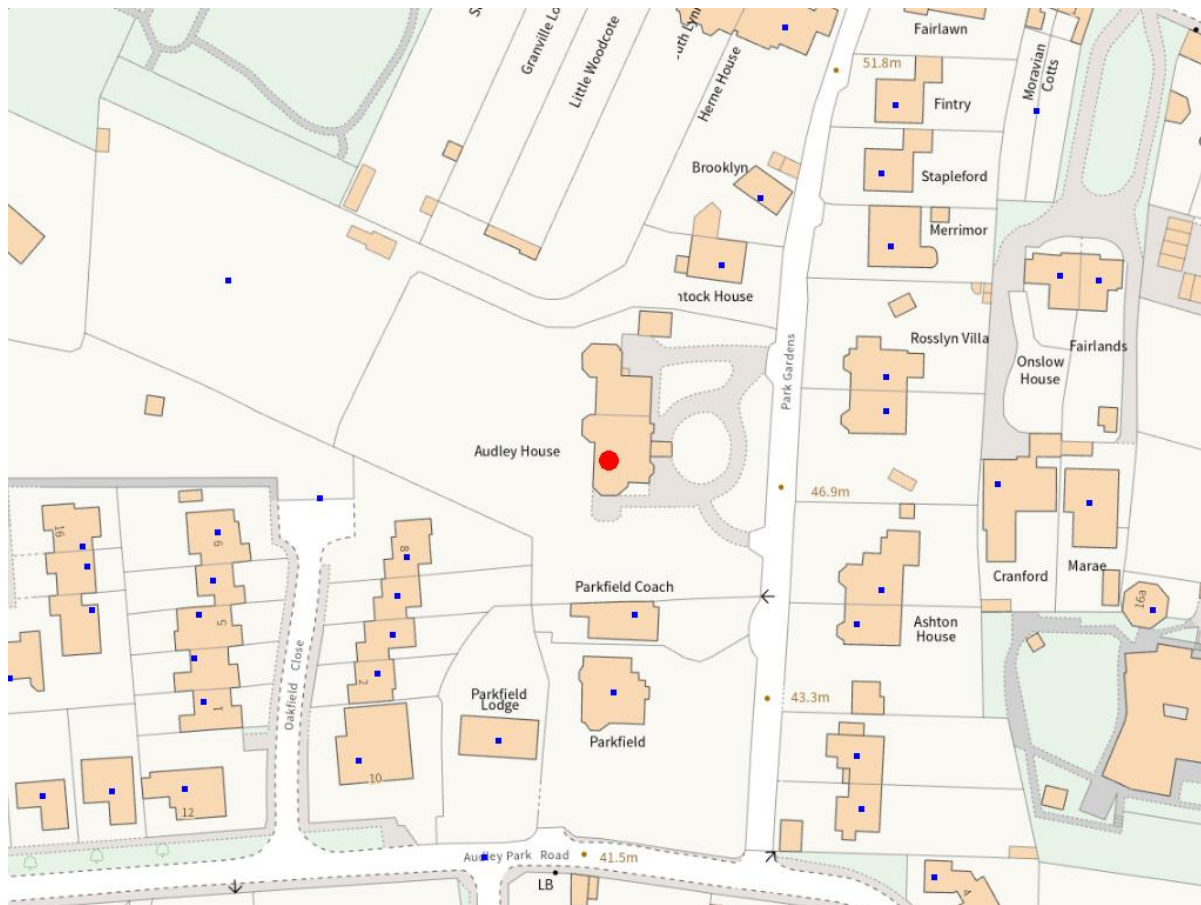 Granville Lo
Little Woodcote
Herne House
51.8m
Fairlawn
Moravian
Cotts
Fintry
Brooklyn
Stapleford
Merrimor
ntock House
Park Gardens
Rosslyn Villa
Onslow
House
Fairlands
Audley House
46.9m
16
6
8
5
2
1
Oakfield Close
Parkfield Coach
Cranford
Marae
16a
Ashton
House
Parkfield
Lodge
Parkfield
43.3m
10
12
Audley Park Road
41.5m
LB
4